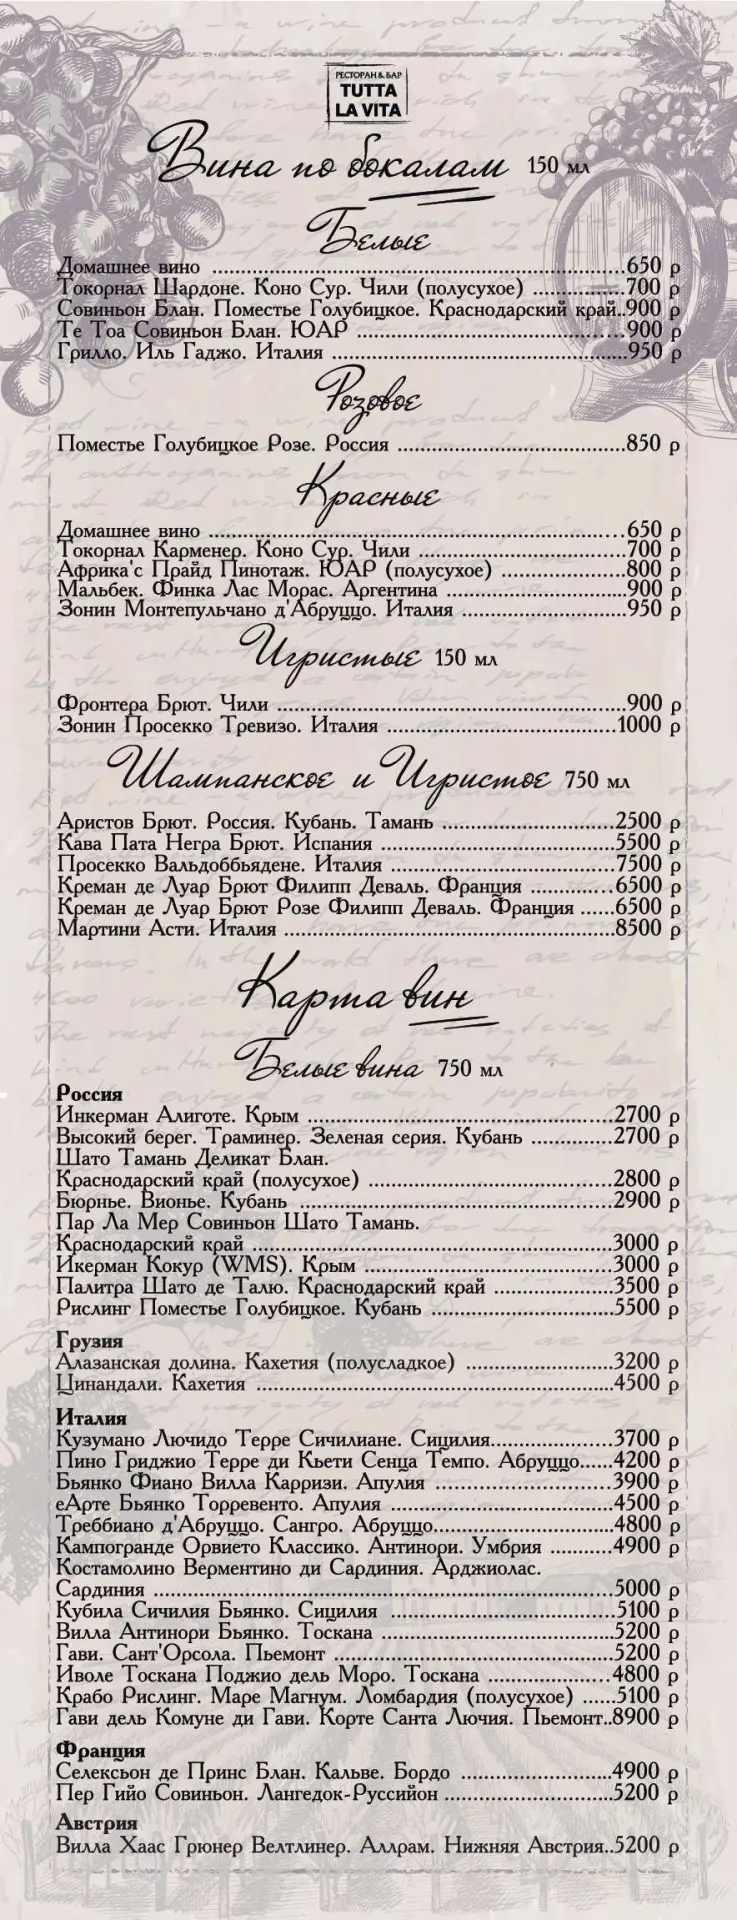 РЕСТОРАН & БАР
TUTTA
LA VITA
Вина по бокалам 150 мл
Белые
Домашнее вино ........650 р
Токорнал Шардоне. Коно Сур. Чили (полусухое) ........700 р
Совиньон Блан. Поместье Голубицкое. Краснодарский край..900 р
Те Тоа Совиньон Блан. ЮАР ........900 р
Грилло. Иль Гаджо. Италия ........950 р
Розовое
Поместье Голубицкое Розе. Россия ........850 р
Красные
Домашнее вино ........650 р
Токорнал Карменер. Коно Сур. Чили ........700 р
Африка'с Прайд Пинотаж. ЮАР (полусухое) ........800 р
Мальбек. Финка Лас Морас. Аргентина ........900 р
Зонин Монтепульчано д'Абруццо. Италия ........950 р
Игристые 150 мл
Фронтера Брют. Чили ........900 р
Зонин Просекко Тревизо. Италия ........1000 р
Шампанское и Игристое 750 мл
Аристов Брют. Россия. Кубань. Тамань ........2500 р
Кава Пата Негра Брют. Испания ........5500 р
Просекко Вальдоббьядене. Италия ........7500 р
Креман де Луар Брют Филипп Деваль. Франция ........6500 р
Креман де Луар Брют Розе Филипп Деваль. Франция ......6500 р
Мартини Асти. Италия ........8500 р
Карта вин
Белые вина 750 мл
Россия
Инкерман Алиготе. Крым ........2700 р
Высокий берег. Траминер. Зеленая серия. Кубань ........2700 р
Шато Тамань Деликат Блан.
Краснодарский край (полусухое) ........2800 р
Бюрнье. Вионье. Кубань ........2900 р
Пар Ла Мер Совиньон Шато Тамань.
Краснодарский край ........3000 р
Икерман Кокур (WMS). Крым ........3000 р
Палитра Шато де Талю. Краснодарский край ........3500 р
Рислинг Поместье Голубицкое. Кубань ........5500 р
Грузия
Алазанская долина. Кахетия (полусладкое) ........3200 р
Цинандали. Кахетия ........4500 р
Италия
Кузумано Лючидо Терре Сичилиане. Сицилия........3700 р
Пино Гриджио Терре ди Кьети Сенца Темпо. Абруццо.....4200 р
Бьянко Фиано Вилла Карризи. Апулия ........3900 р
еАрте Бьянко Торревенто. Апулия ........4500 р
Треббиано д'Абруццо. Сангро. Абруццо........4800 р
Кампогранде Орвието Классико. Антинори. Умбрия ........4900 р
Костамолино Верментино ди Сардиния. Арджиолас.
Сардиния ........5000 р
Кубила Сичилия Бьянко. Сицилия ........5100 р
Вилла Антинори Бьянко. Тоскана ........5200 р
Гави. Сант'Орсола. Пьемонт ........5200 р
Иволе Тоскана Поджио дель Моро. Тоскана ........4800 р
Крабо Рислинг. Маре Магнум. Ломбардия (полусухое) ......5100 р
Гави дель Комуне ди Гави. Корте Санта Лючия. Пьемонт..8900 р
Франция
Селексьон де Принс Блан. Кальве. Бордо ........4900 р
Пер Гийо Совиньон. Лангедок-Руссийон ........5200 р
Австрия
Вилла Хаас Грюнер Велтлинер. Аллрам. Нижняя Австрия..5200 р